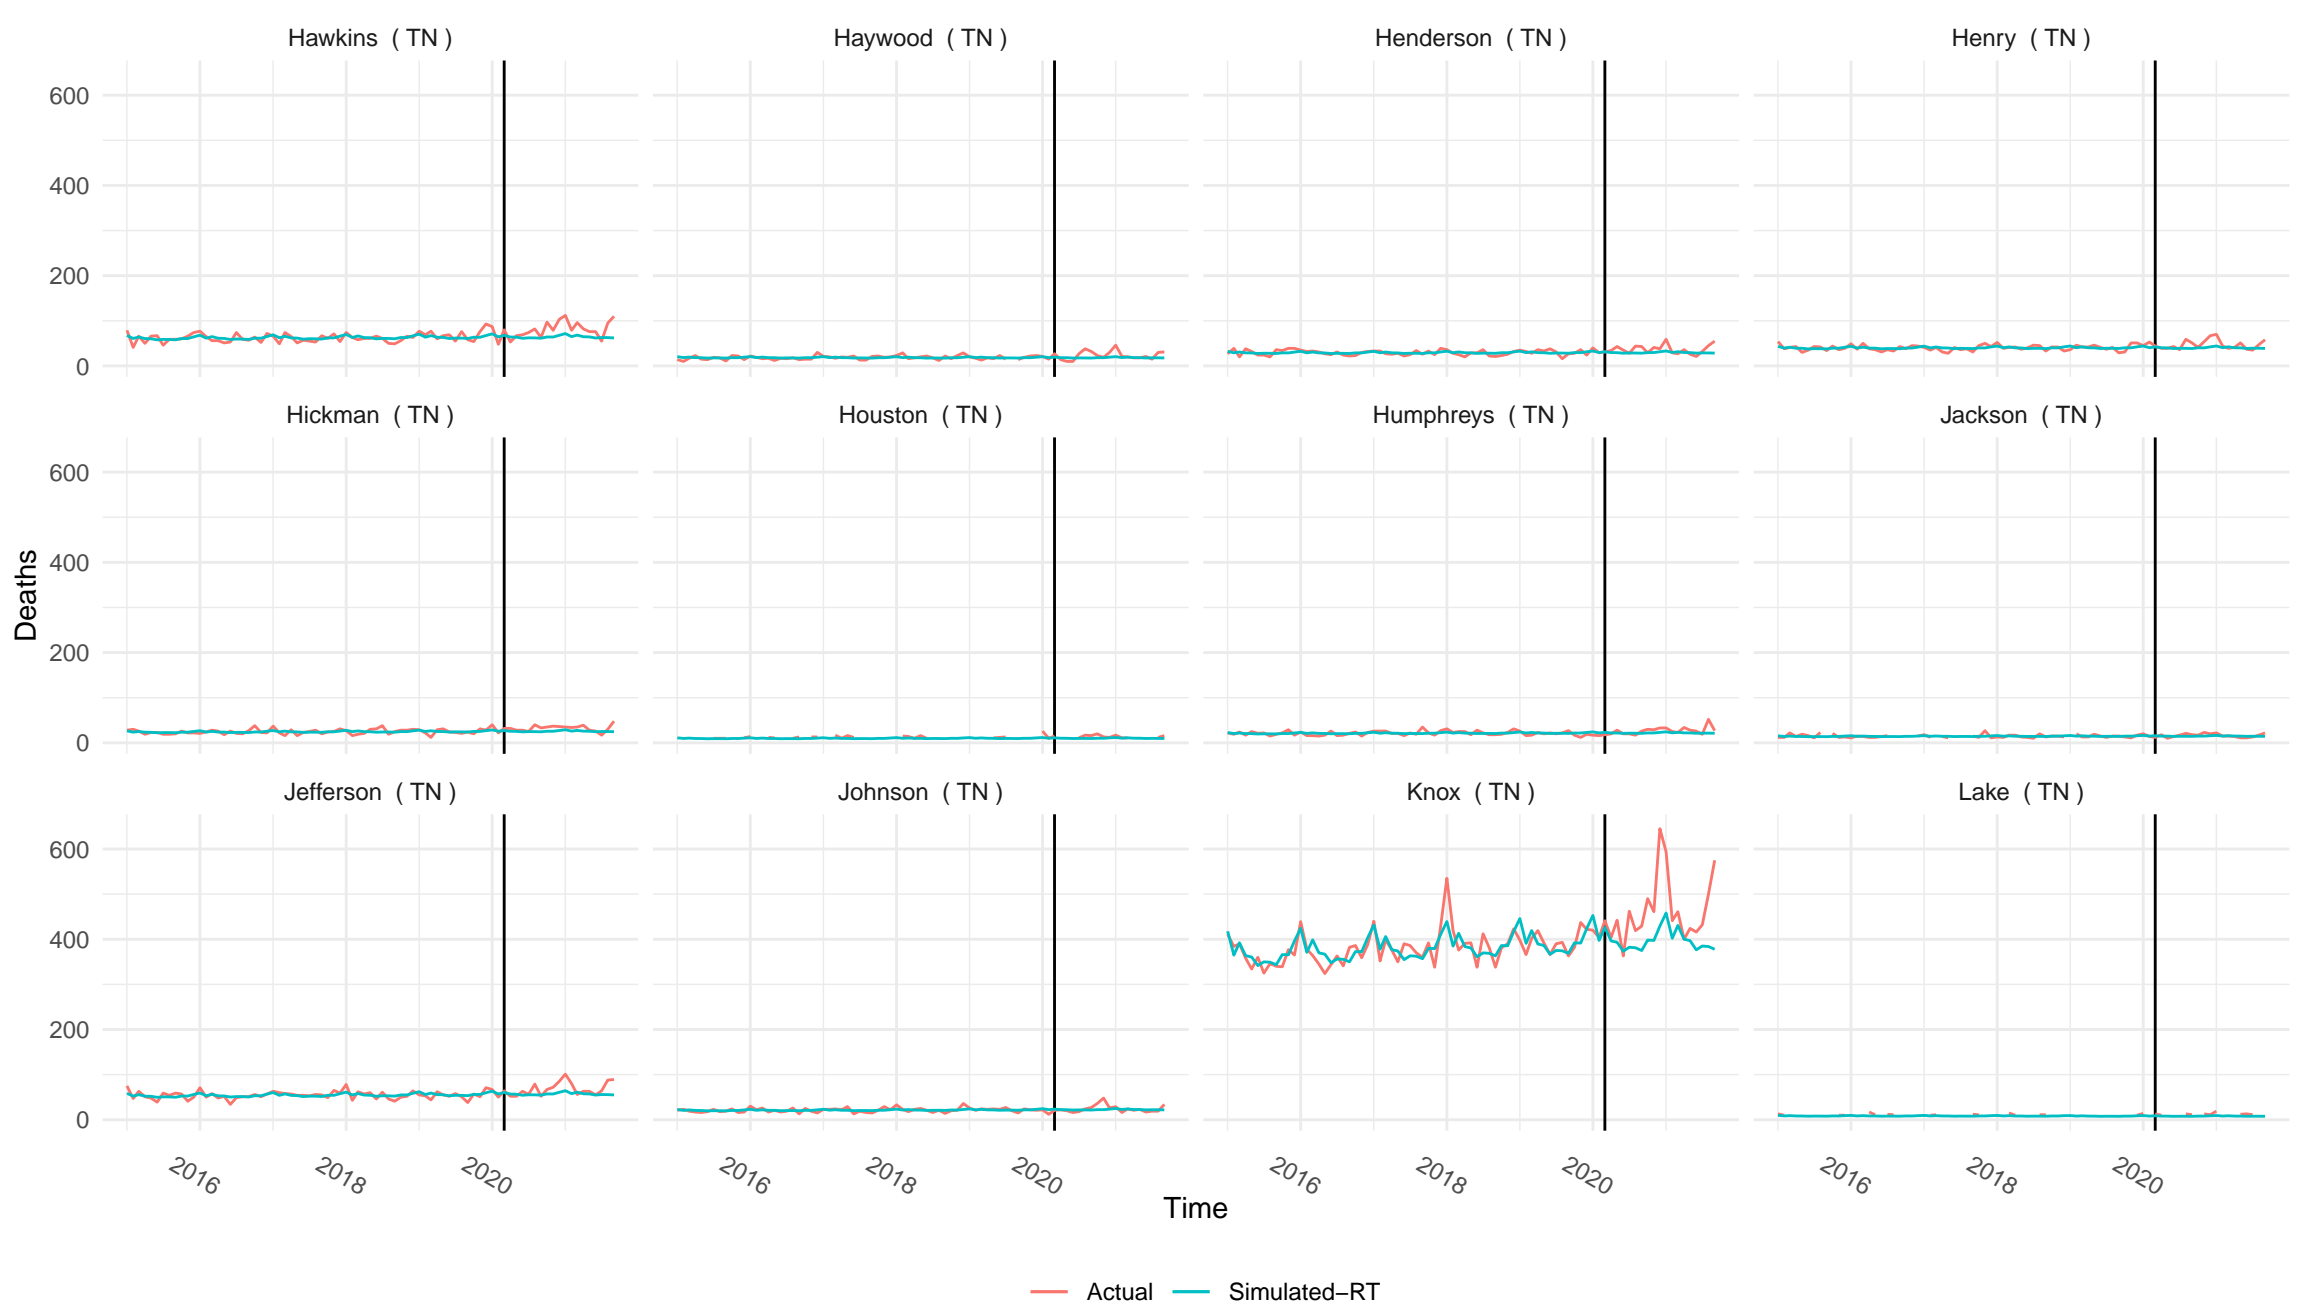 Hawkins ( TN )
Haywood ( TN )
Henderson ( TN )
Henry ( TN )
600
400
200
0
Hickman ( TN )
Houston ( TN )
Humphreys ( TN )
Jackson ( TN )
600
400
200
0
Deaths
Jefferson ( TN )
Johnson ( TN )
Knox ( TN )
Lake ( TN )
600
400
200
0
2016 2018 2020
2016 2018 2020
2016 2018 2020
2016 2018 2020
Time
Actual Simulated−RT